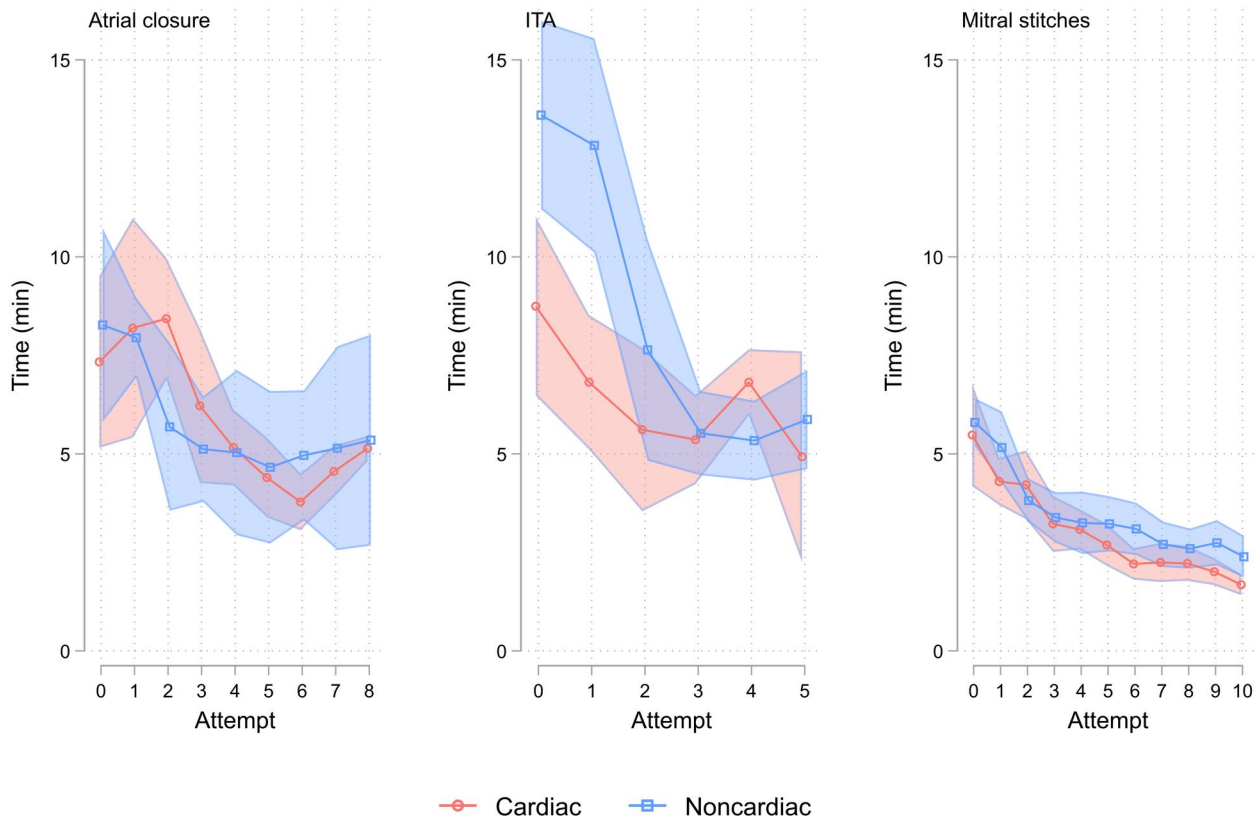 Atrial closure
ITA
Mitral stitches
15
10
5
0
Time (min)
0 1 2 3 4 5 6 7 8
Attempt
15
10
5
0
Time (min)
0 1 2 3 4 5
Attempt
15
10
5
0
Time (min)
0 1 2 3 4 5 6 7 8 9 10
Attempt
Cardiac
Noncardiac